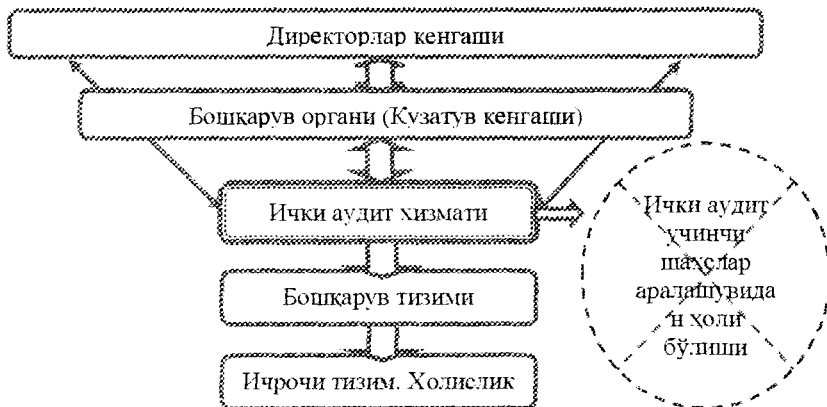 Директорлар кенгаши
Бошқарув органи (Кузатув кенгаши)
Ички аудит хизмати
Ички аудит
учинчи
шахслар
аралашувида
н ҳоли
бўлиши
Бошқарув тизими
Ижрочи тизим. Холислик